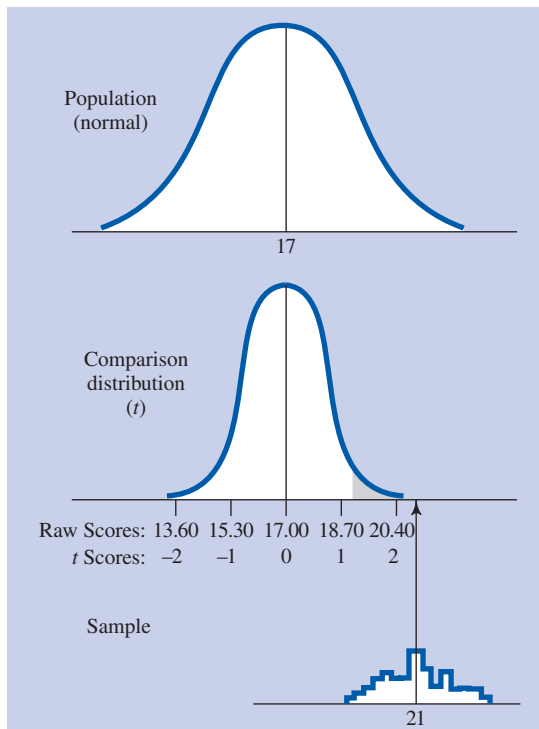 Population
(normal)
17
Comparison
distribution
(t)
Raw Scores: 13.60 15.30 17.00 18.70 20.40
t Scores: –2 –1 0 1 2
Sample
21